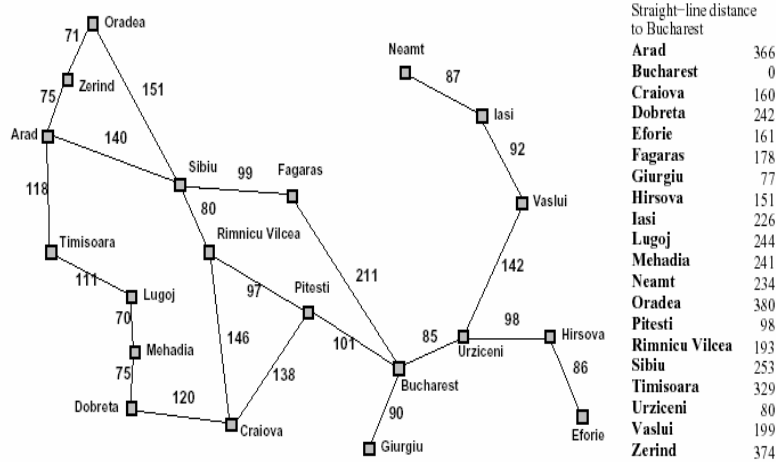 Oradea
71
Zerind
75
151
Arad
140
118
Sibiu
99
Fagaras
80
Rimnicu Vilcea
Timisoara
111
Lugoj
70
Mehadia
75
Dobreta
120
Craiova
146
97
Pitesti
138
101
211
Bucharest
90
Giurgiu
85
Urziceni
98
Hirsova
86
Eforie
142
Vaslui
92
Iasi
87
Neamt
Straight-line distance
to Bucharest
Arad 366
Bucharest 0
Craiova 160
Dobreta 242
Eforie 161
Fagaras 178
Giurgiu 77
Hirsova 151
Iasi 226
Lugoj 244
Mehadia 241
Neamt 234
Oradea 380
Pitesti 98
Rimnicu Vilcea 193
Sibiu 253
Timisoara 329
Urziceni 80
Vaslui 199
Zerind 374